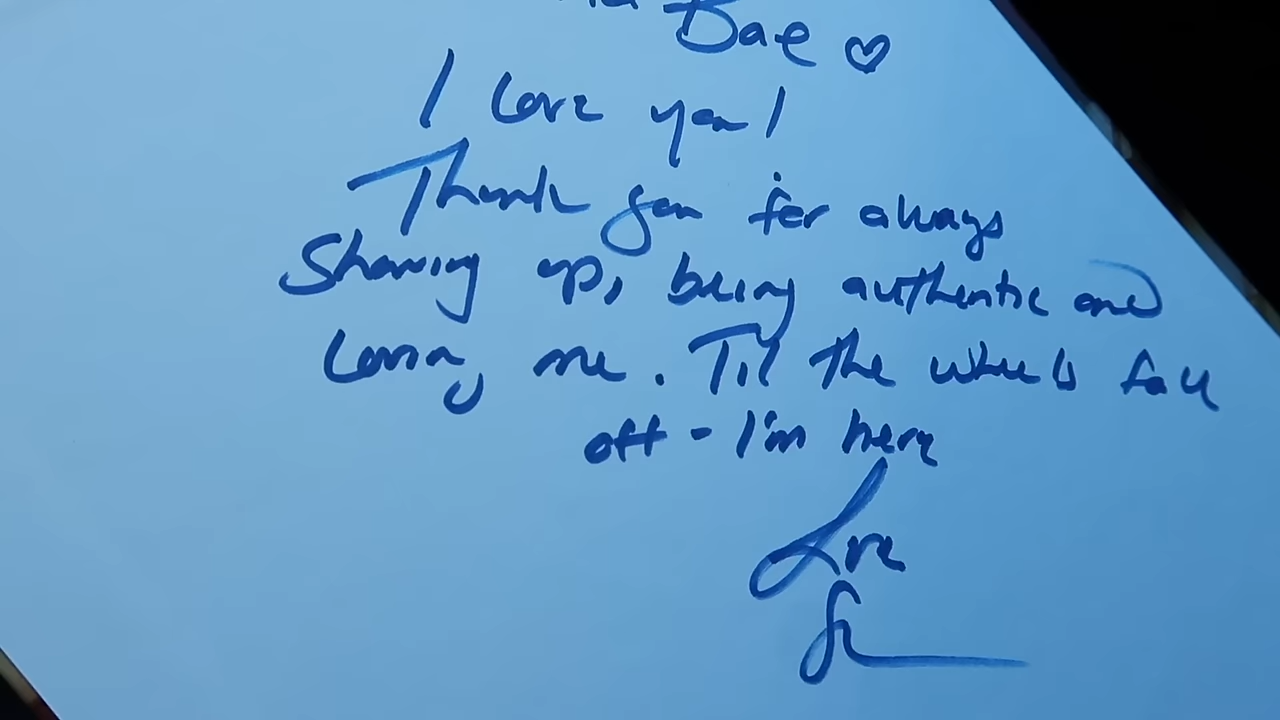 Bae ♡
I love you!
Thank you for always
Showing up, being authentic and
loving me. Til the wheels fall
off - I'm here
Love